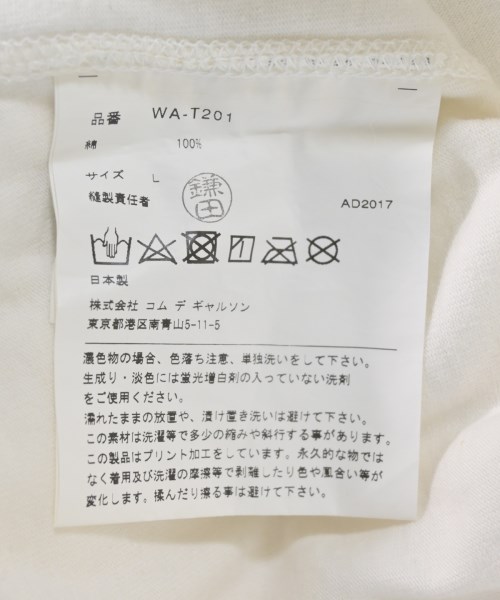 品番 WA-T201
綿 100%
サイズ L
縫製責任者 鎌田 AD2017
日本製
株式会社 コム デ ギャルソン
東京都港区南青山5-11-5
濃色物の場合、色落ち注意、単独洗いをして下さい。
生成り・淡色には蛍光増白剤の入っていない洗剤
をご使用ください。
濡れたままの放置や、漬け置き洗いは避けて下さい。
この素材は洗濯等で多少の縮みや斜行する事があります。
この製品はプリント加工をしています。永久的な物では
なく着用及び洗濯の摩擦等で剥離したり色や風合い等が
変化します。揉んだり擦る事は避けて下さい。